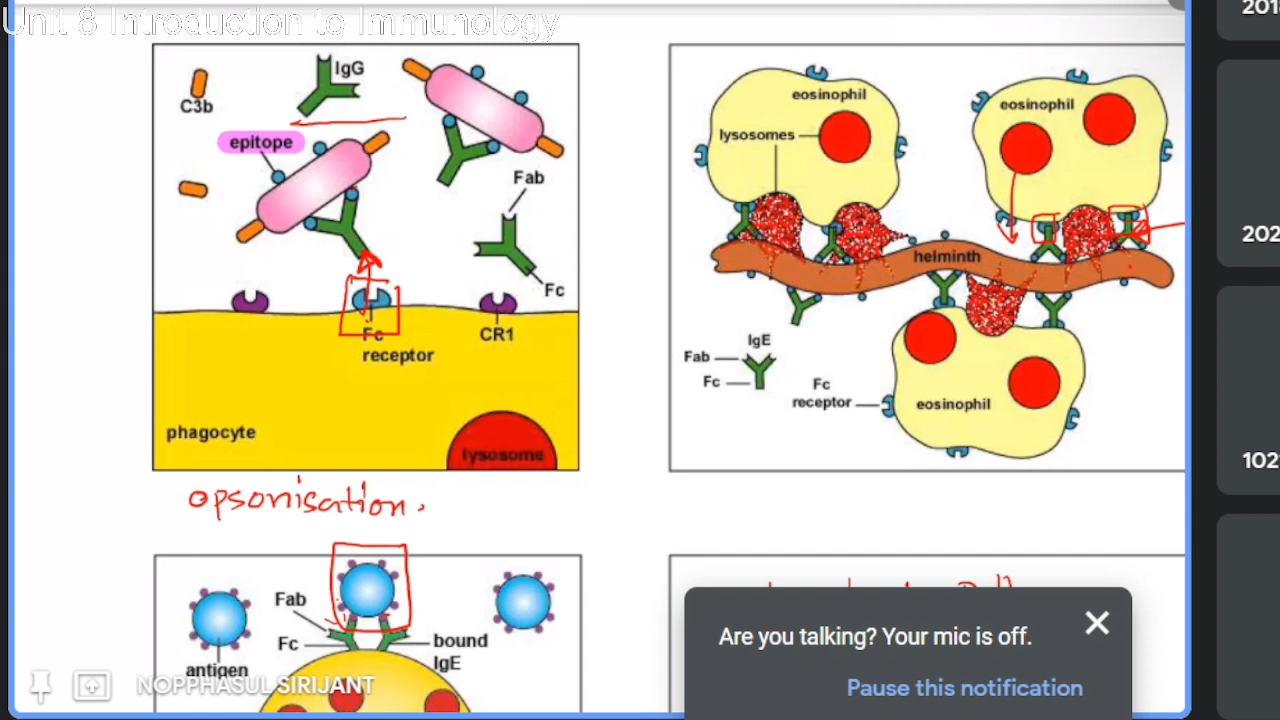 Unit 8 Introduction to Immunology
IgG
C3b
epitope
Fab
Fc
Fc
receptor
CR1
phagocyte
lysosome
opsonisation.
eosinophil
lysosomes
eosinophil
helminth
IgE
Fab
Fc
Fc
receptor
eosinophil
Fab
Fc
bound
IgE
antigen
NOPPHASUL SIRIJANT
Are you talking? Your mic is off.
Pause this notification
201
202
102